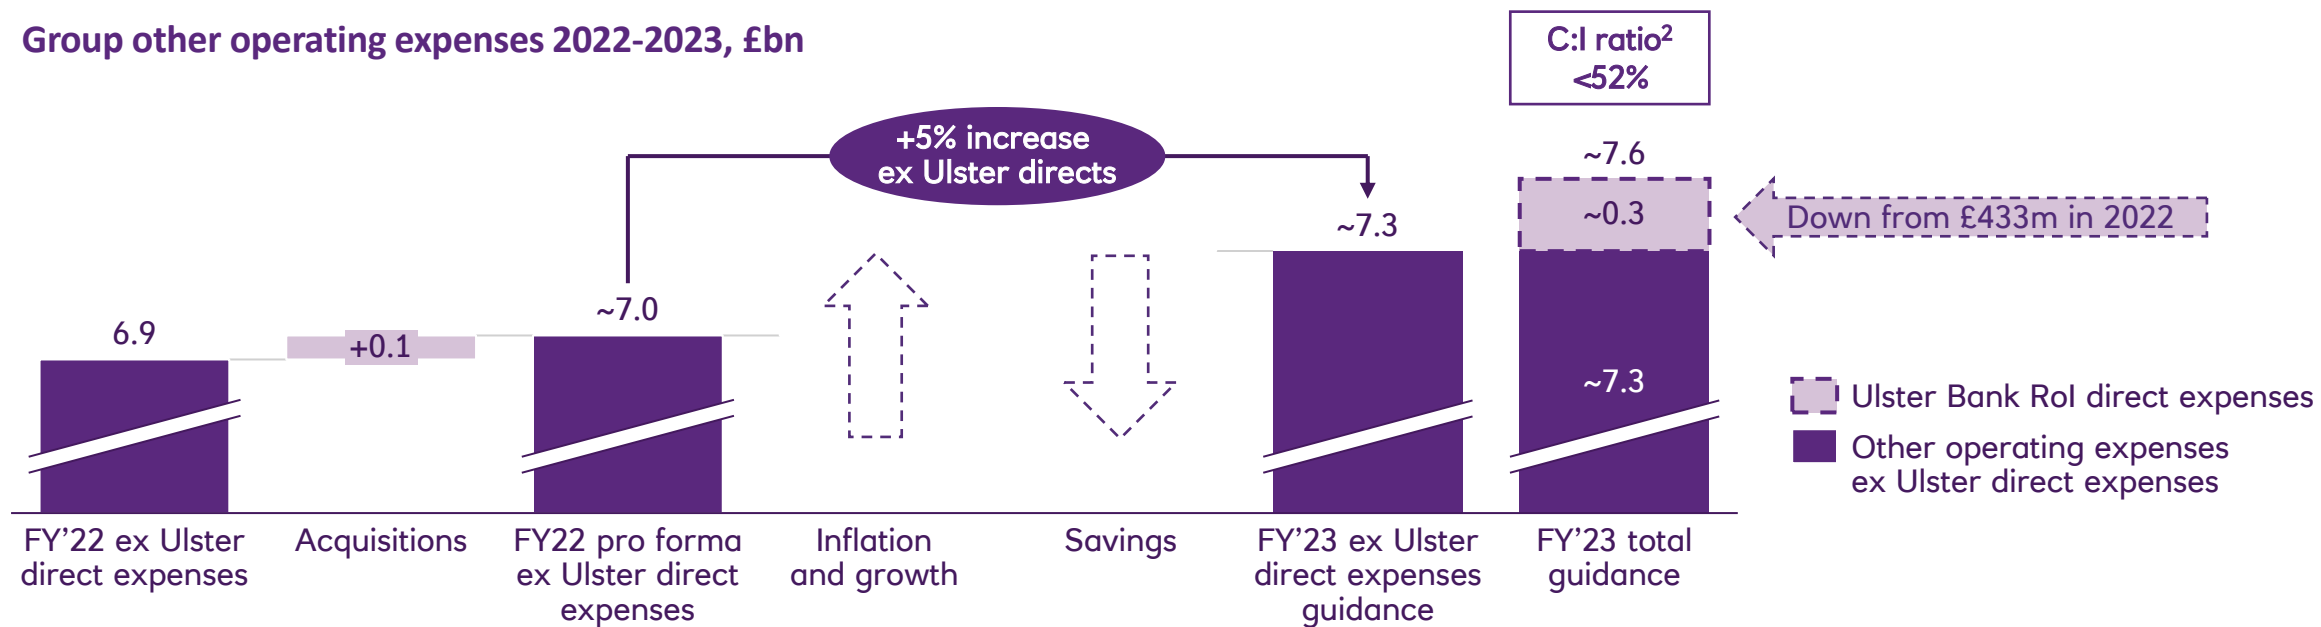 Group other operating expenses 2022-2023, £bn
C:I ratio²
<52%
+5% increase
ex Ulster directs
6.9
+0.1
~7.0
~7.3
~7.6
~0.3
~7.3
Down from £433m in 2022
Ulster Bank RoI direct expenses
Other operating expenses
ex Ulster direct expenses
FY’22 ex Ulster
direct expenses
Acquisitions
FY22 pro forma
ex Ulster direct
expenses
Inflation
and growth
Savings
FY’23 ex Ulster
direct expenses
guidance
FY’23 total
guidance